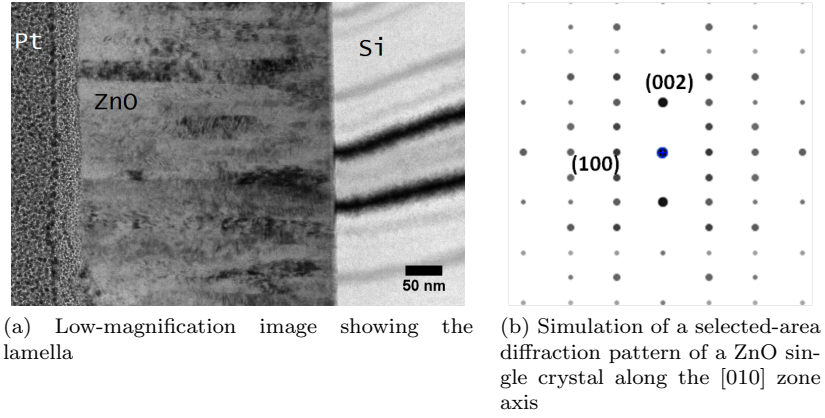 Pt
ZnO
Si
50 nm
(002)
(100)
(a) Low-magnification image showing the
lamella
(b) Simulation of a selected-area
diffraction pattern of a ZnO sin-
gle crystal along the [010] zone
axis